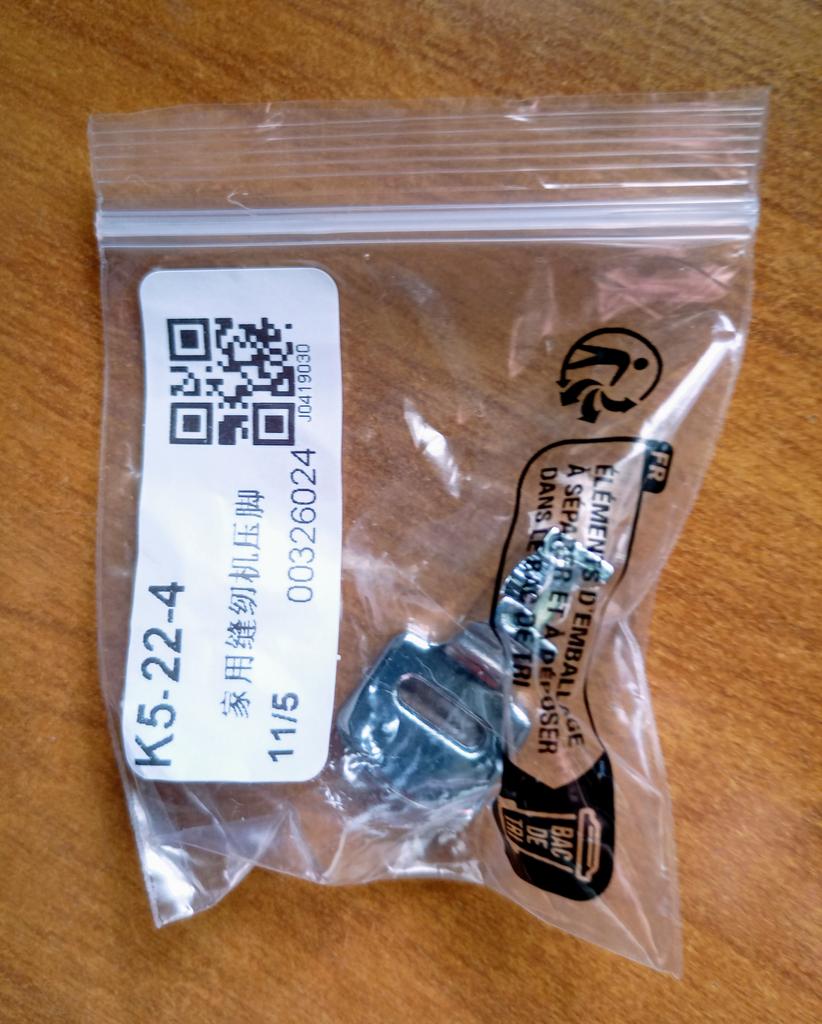 K5-22-4
家用缝纫机压脚
11/5
00326024
J0419030
FR
ÉLÉMENTS D'EMBALLAGE
À SÉPARER ET À DÉPOSER
DANS LE BAC DE TRI
BAC
DE
TRI